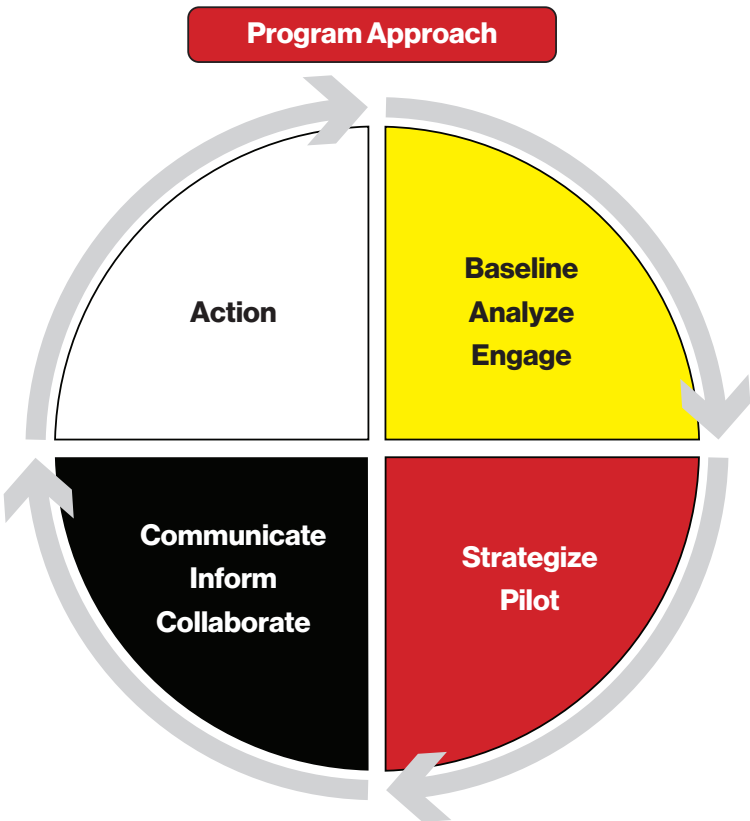 Program Approach
Action
Baseline
Analyze
Engage
Communicate
Inform
Collaborate
Strategize
Pilot